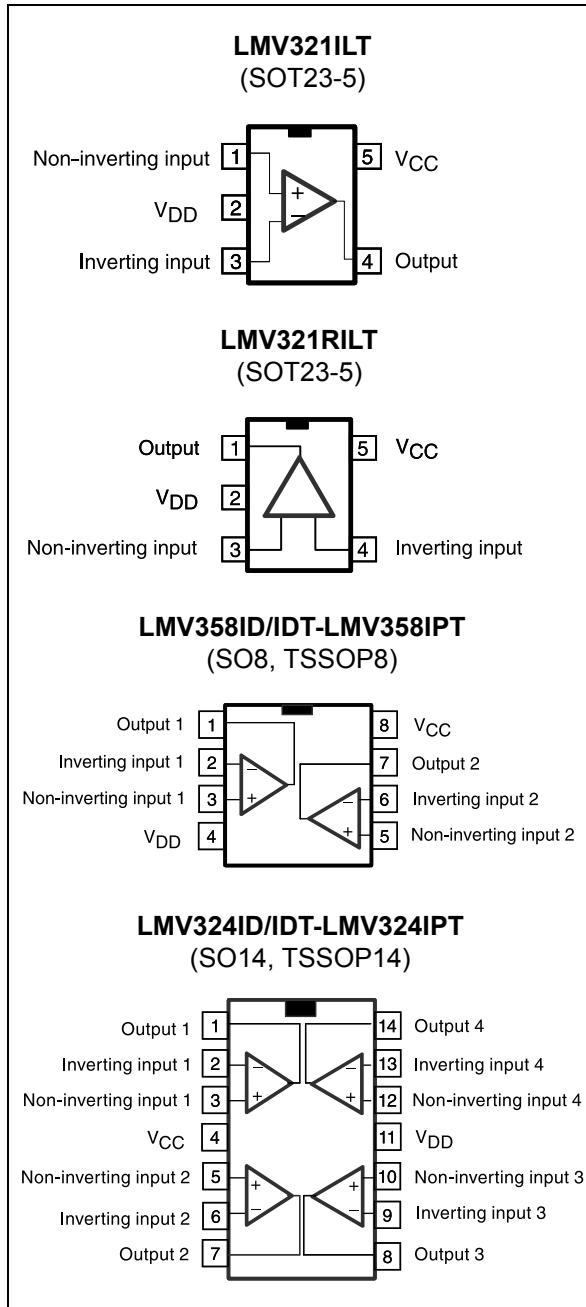 LMV321ILT
(SOT23-5)
Non-inverting input 1 + 5 VCC
VDD 2
Inverting input 3 − 4 Output
LMV321RILT
(SOT23-5)
Output 1 5 VCC
VDD 2
Non-inverting input 3 4 Inverting input
LMV358ID/IDT-LMV358IPT
(SO8, TSSOP8)
Output 1 1 8 VCC
Inverting input 1 2 − 7 Output 2
Non-inverting input 1 3 + − 6 Inverting input 2
VDD 4 + 5 Non-inverting input 2
LMV324ID/IDT-LMV324IPT
(SO14, TSSOP14)
Output 1 1 14 Output 4
Inverting input 1 2 − − 13 Inverting input 4
Non-inverting input 1 3 + + 12 Non-inverting input 4
VCC 4 11 VDD
Non-inverting input 2 5 + + 10 Non-inverting input 3
Inverting input 2 6 − − 9 Inverting input 3
Output 2 7 8 Output 3